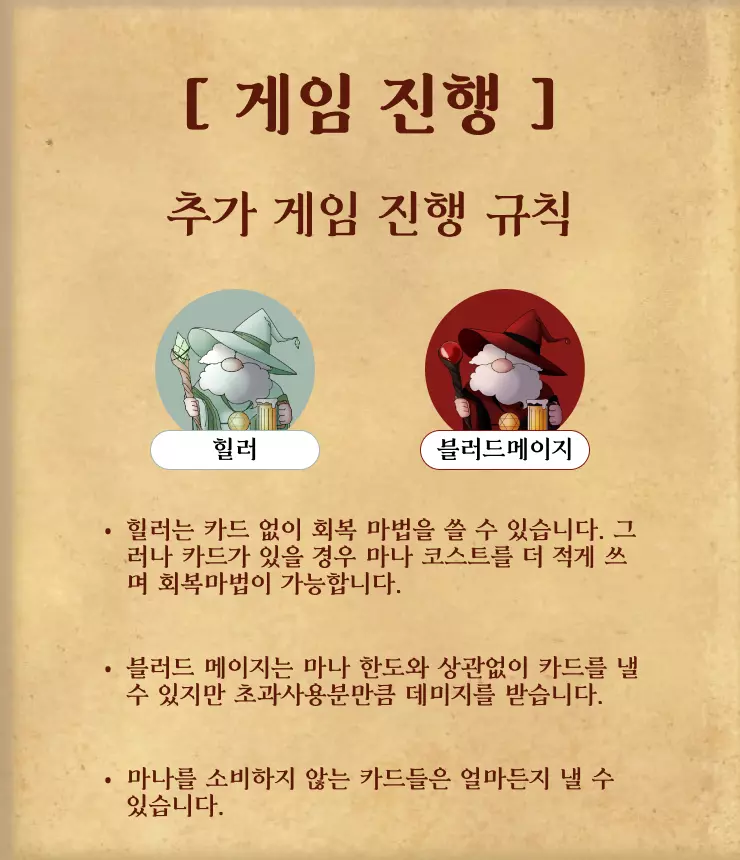 [ 게임 진행 ]
추가 게임 진행 규칙
힐러
블러드메이지
• 힐러는 카드 없이 회복 마법을 쓸 수 있습니다. 그
러나 카드가 있을 경우 마나 코스트를 더 적게 쓰
며 회복마법이 가능합니다.
• 블러드 메이지는 마나 한도와 상관없이 카드를 낼
수 있지만 초과사용분만큼 데미지를 받습니다.
• 마나를 소비하지 않는 카드들은 얼마든지 낼 수
있습니다.